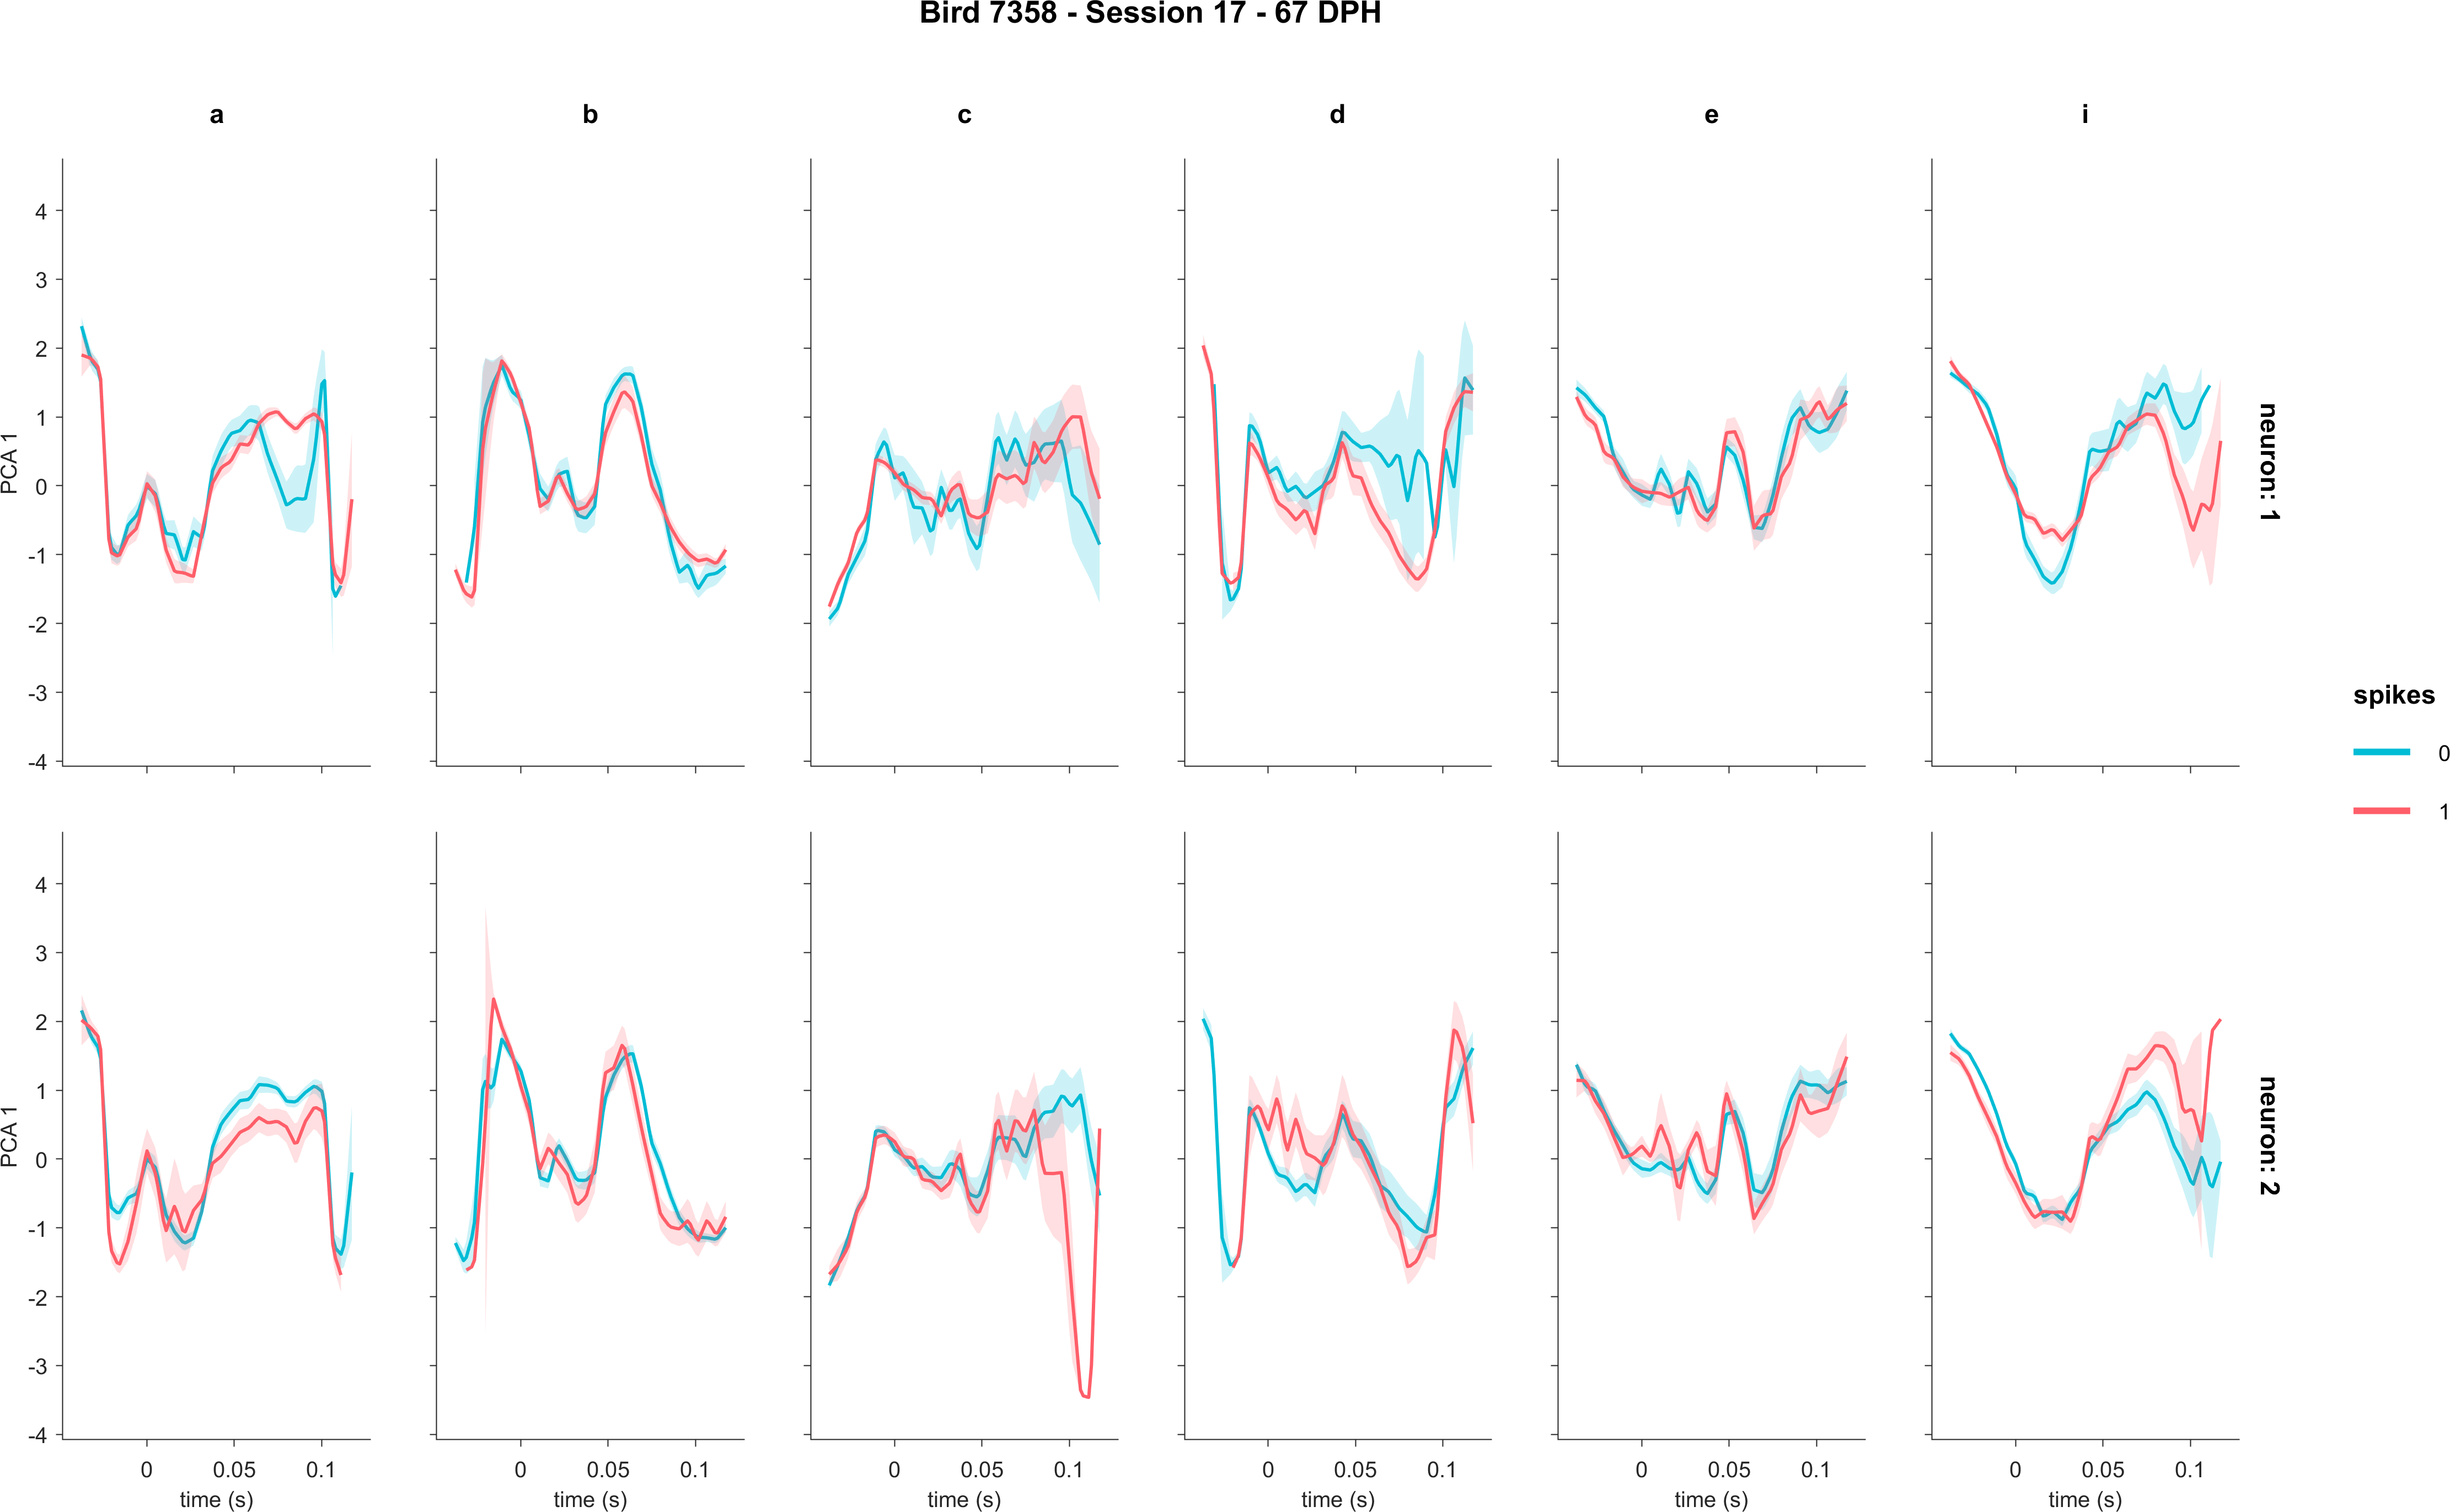 Bird 7358 - Session 17 - 67 DPH
a b c d e i
4
3
2
1
0
-1
-2
-3
-4
PCA 1
neuron: 1
spikes
0
1
4
3
2
1
0
-1
-2
-3
-4
PCA 1
neuron: 2
0 0.05 0.1 0 0.05 0.1 0 0.05 0.1 0 0.05 0.1 0 0.05 0.1 0 0.05 0.1
time (s) time (s) time (s) time (s) time (s) time (s)